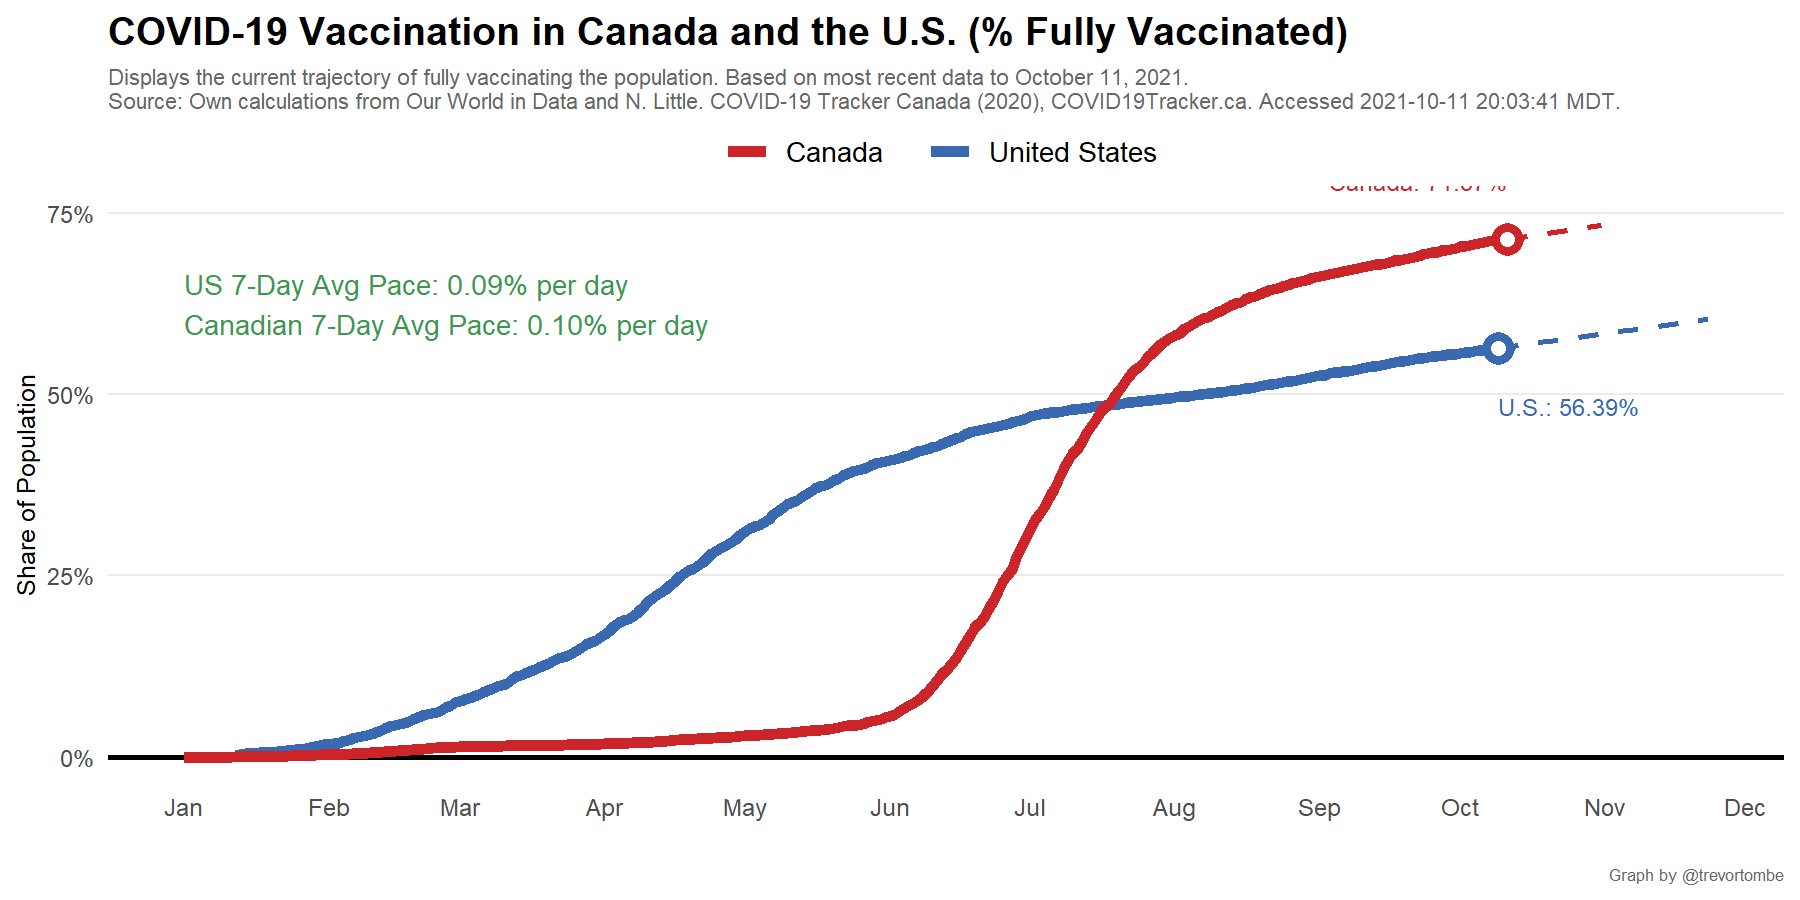 COVID-19 Vaccination in Canada and the U.S. (% Fully Vaccinated)
Displays the current trajectory of fully vaccinating the population. Based on most recent data to October 11, 2021.
Source: Own calculations from Our World in Data and N. Little. COVID-19 Tracker Canada (2020), COVID19Tracker.ca. Accessed 2021-10-11 20:03:41 MDT.
Canada United States
Canada:
75%
US 7-Day Avg Pace: 0.09% per day
Canadian 7-Day Avg Pace: 0.10% per day
50%
U.S.: 56.39%
Share of Population
25%
0%
Jan Feb Mar Apr May Jun Jul Aug Sep Oct Nov Dec
Graph by @trevortombe